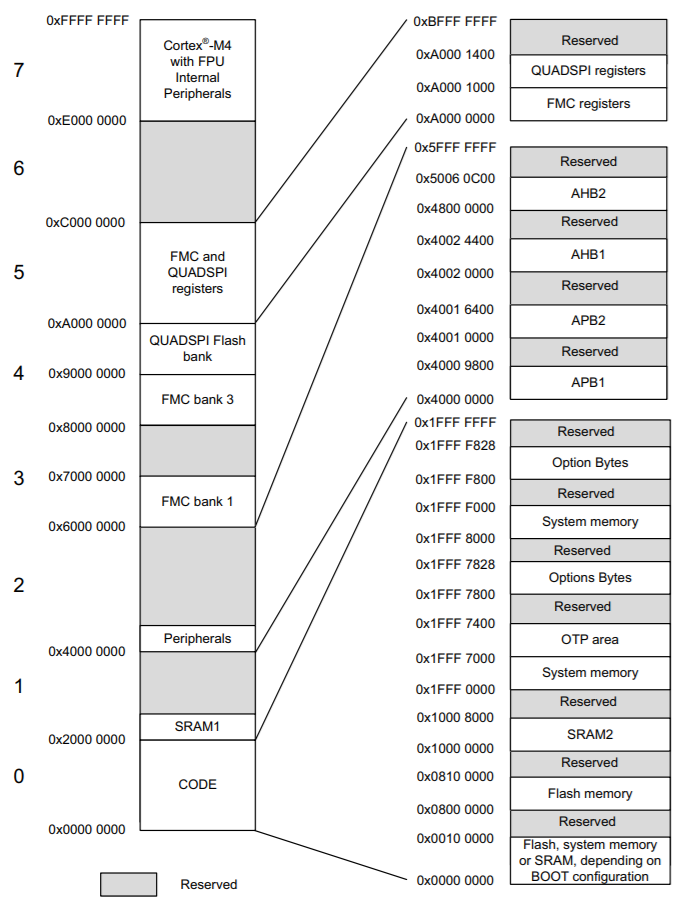 0xFFFF FFFF
7
Cortex®-M4
with FPU
Internal
Peripherals
0xE000 0000
6
0xC000 0000
5
FMC and
QUADSPI
registers
0xA000 0000
QUADSPI Flash
bank
4
0x9000 0000
FMC bank 3
0x8000 0000
3
0x7000 0000
FMC bank 1
0x6000 0000
2
Peripherals
0x4000 0000
1
SRAM1
0x2000 0000
0
CODE
0x0000 0000
Reserved
0xBFFF FFFF
Reserved
0xA000 1400
QUADSPI registers
0xA000 1000
FMC registers
0xA000 0000
0x5FFF FFFF
Reserved
0x5006 0C00
AHB2
0x4800 0000
Reserved
0x4002 4400
AHB1
0x4002 0000
Reserved
0x4001 6400
APB2
0x4001 0000
Reserved
0x4000 9800
APB1
0x4000 0000
0x1FFF FFFF
Reserved
0x1FFF F828
Option Bytes
0x1FFF F800
Reserved
0x1FFF F000
System memory
0x1FFF 8000
Reserved
0x1FFF 7828
Options Bytes
0x1FFF 7800
Reserved
0x1FFF 7400
OTP area
0x1FFF 7000
System memory
0x1FFF 0000
Reserved
0x1000 8000
SRAM2
0x1000 0000
Reserved
0x0810 0000
Flash memory
0x0800 0000
Reserved
0x0010 0000
Flash, system memory
or SRAM, depending on
BOOT configuration
0x0000 0000